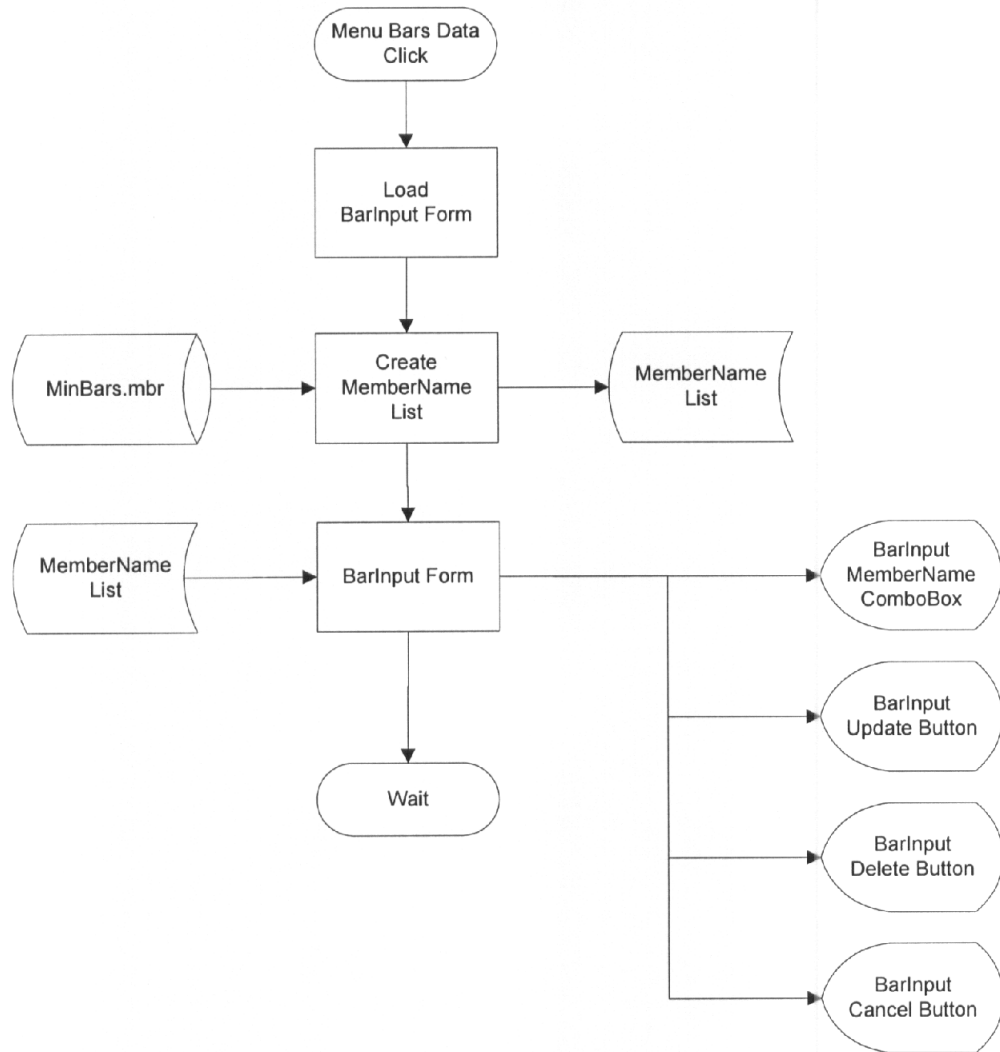 Menu Bars Data
Click
Load
BarInput Form
MinBars.mbr
Create
MemberName
List
MemberName
List
MemberName
List
BarInput Form
BarInput
MemberName
ComboBox
BarInput
Update Button
Wait
BarInput
Delete Button
BarInput
Cancel Button